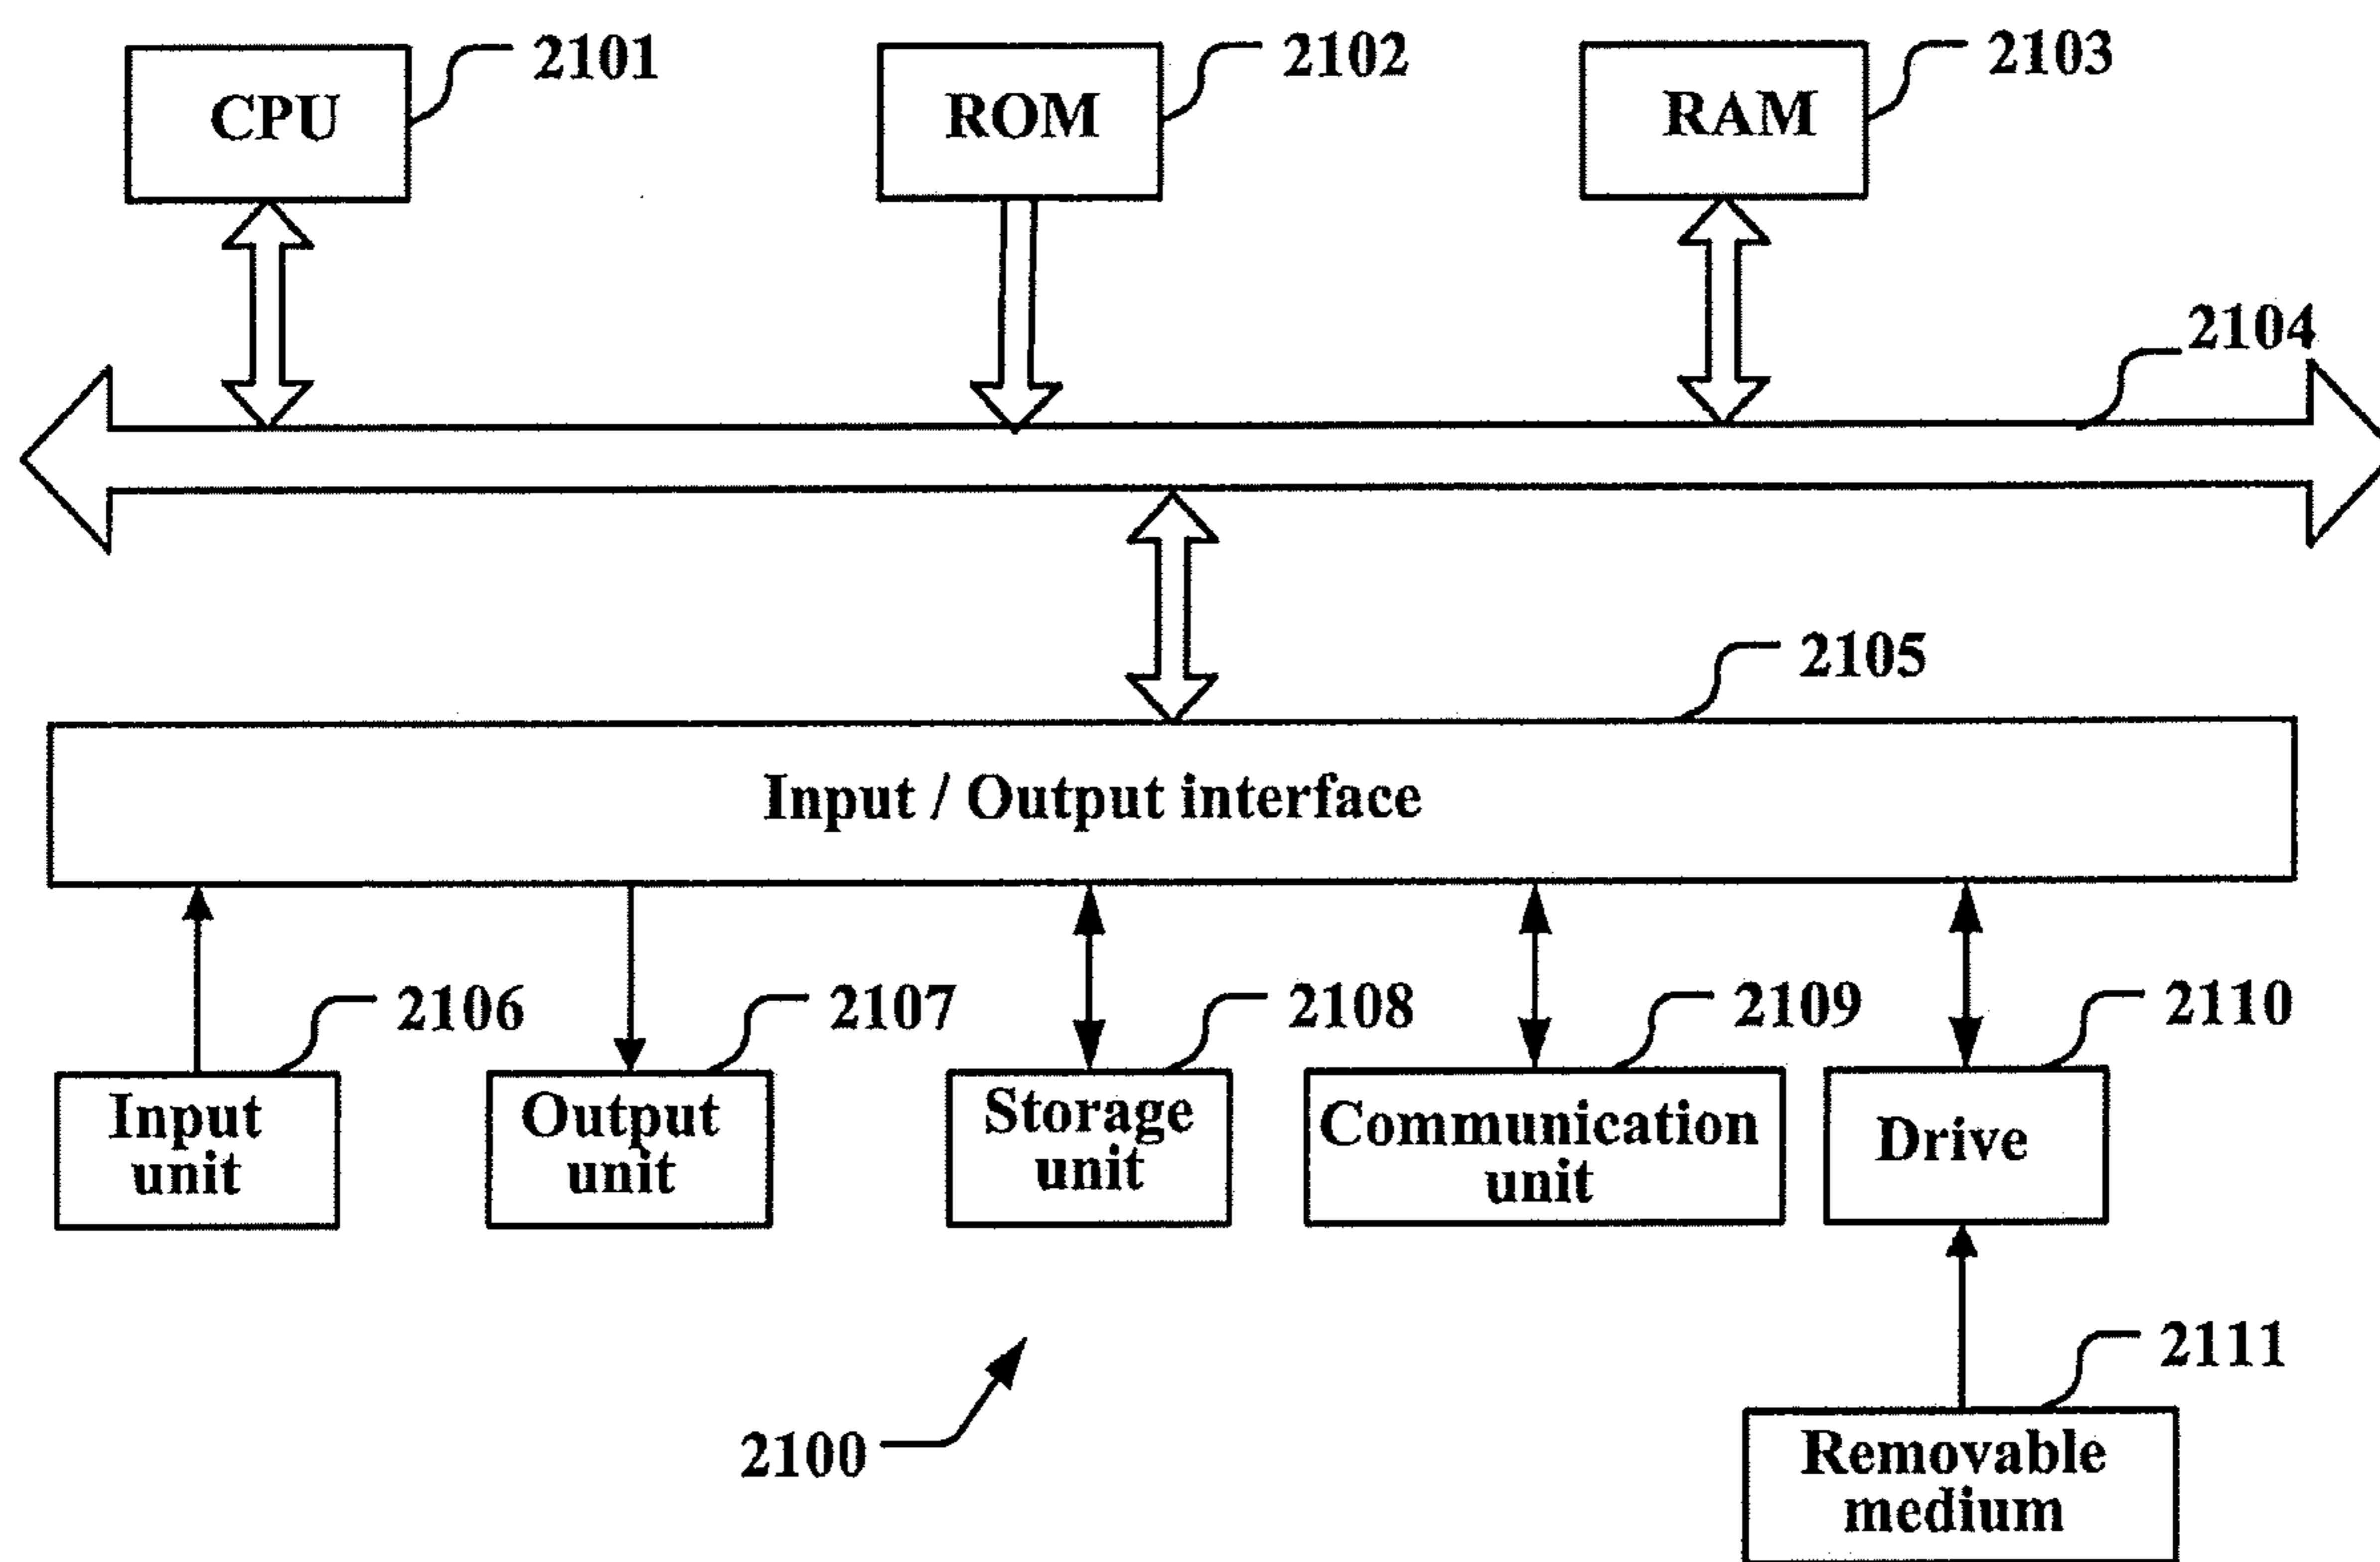 2101
CPU
2102
ROM
2103
RAM
2104
2105
Input / Output interface
2106
2107
2108
2109
2110
Input
unit
Output
unit
Storage
unit
Communication
unit
Drive
2111
2100
Removable
medium